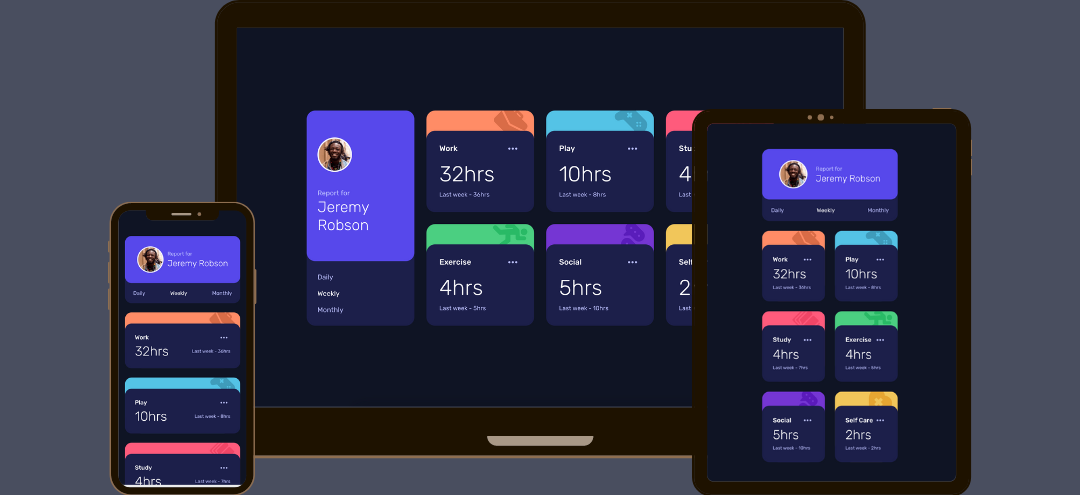 Report for
Jeremy
Robson
Daily
Weekly
Monthly
Work
32hrs
Last week - 36hrs
Play
10hrs
Last week - 8hrs
Stu
4
Las
Exercise
4hrs
Last week - 5hrs
Social
5hrs
Last week - 10hrs
Self
2
Las
Report for
Jeremy Robson
Daily Weekly Monthly
Work
32hrs
Last week - 36hrs
Play
10hrs
Last week - 8hrs
Study
4hrs
Last week - 7hrs
Report for
Jeremy Robson
Daily Weekly Monthly
Work
32hrs
Last week - 36hrs
Play
10hrs
Last week - 8hrs
Study
4hrs
Last week - 7hrs
Exercise
4hrs
Last week - 5hrs
Social
5hrs
Last week - 10hrs
Self Care
2hrs
Last week - 2hrs